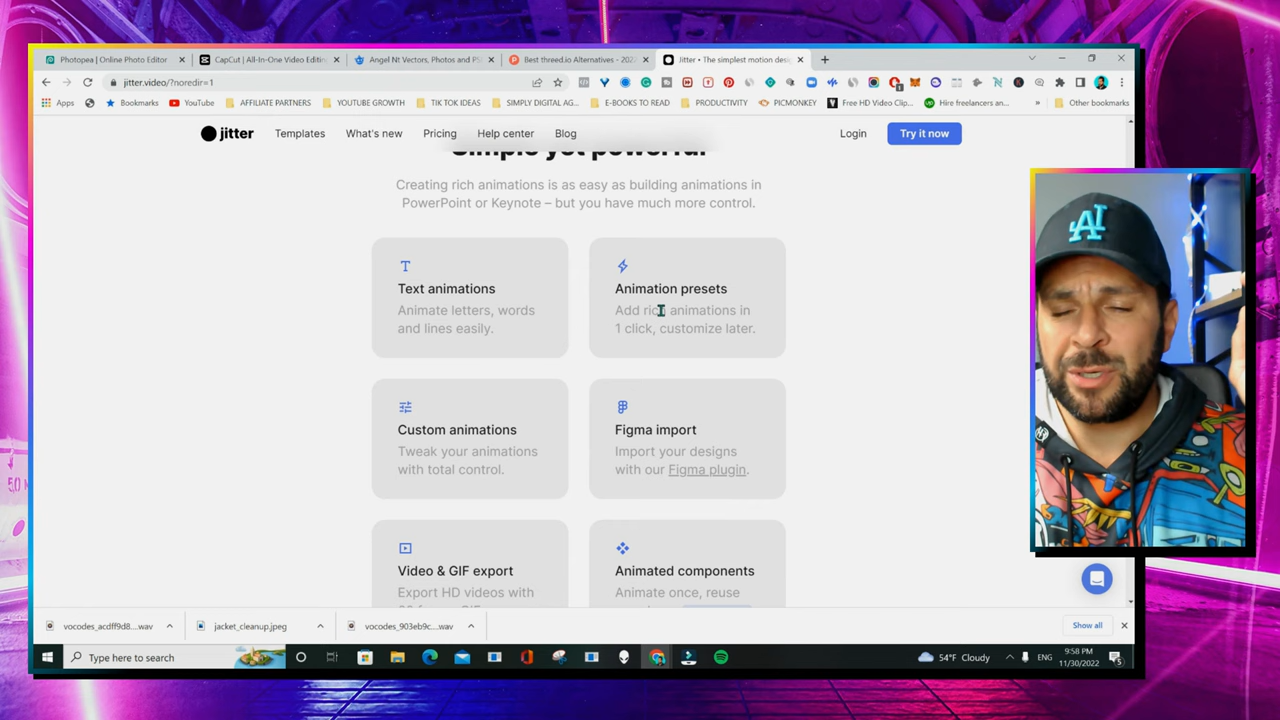 Photopea | Online Photo Editor
CapCut | All-In-One Video Editin
Angel Nt Vectors, Photos and PS
Best threed.io Alternatives - 202
Jitter • The simplest motion desig
jitter.video/?noredir=1
Apps
Bookmarks
YouTube
AFFILIATE PARTNERS
YOUTUBE GROWTH
TIK TOK IDEAS
SIMPLY DIGITAL AG...
E-BOOKS TO READ
PRODUCTIVITY
PICMONKEY
Free HD Video Clip...
Hire freelancers an...
»
Other bookmarks
jitter
Templates
What's new
Pricing
Help center
Blog
Login
Try it now
Simple yet powerful
Creating rich animations is as easy as building animations in
PowerPoint or Keynote – but you have much more control.
Text animations
Animate letters, words
and lines easily.
Animation presets
Add rich animations in
1 click, customize later.
Custom animations
Tweak your animations
with total control.
Figma import
Import your designs
with our Figma plugin.
Video & GIF export
Export HD videos with
Animated components
Animate once, reuse
vocodes_acdff9d8....wav
jacket_cleanup.jpeg
vocodes_903eb9c....wav
Show all
Type here to search
54°F Cloudy
ENG
9:58 PM
11/30/2022
5